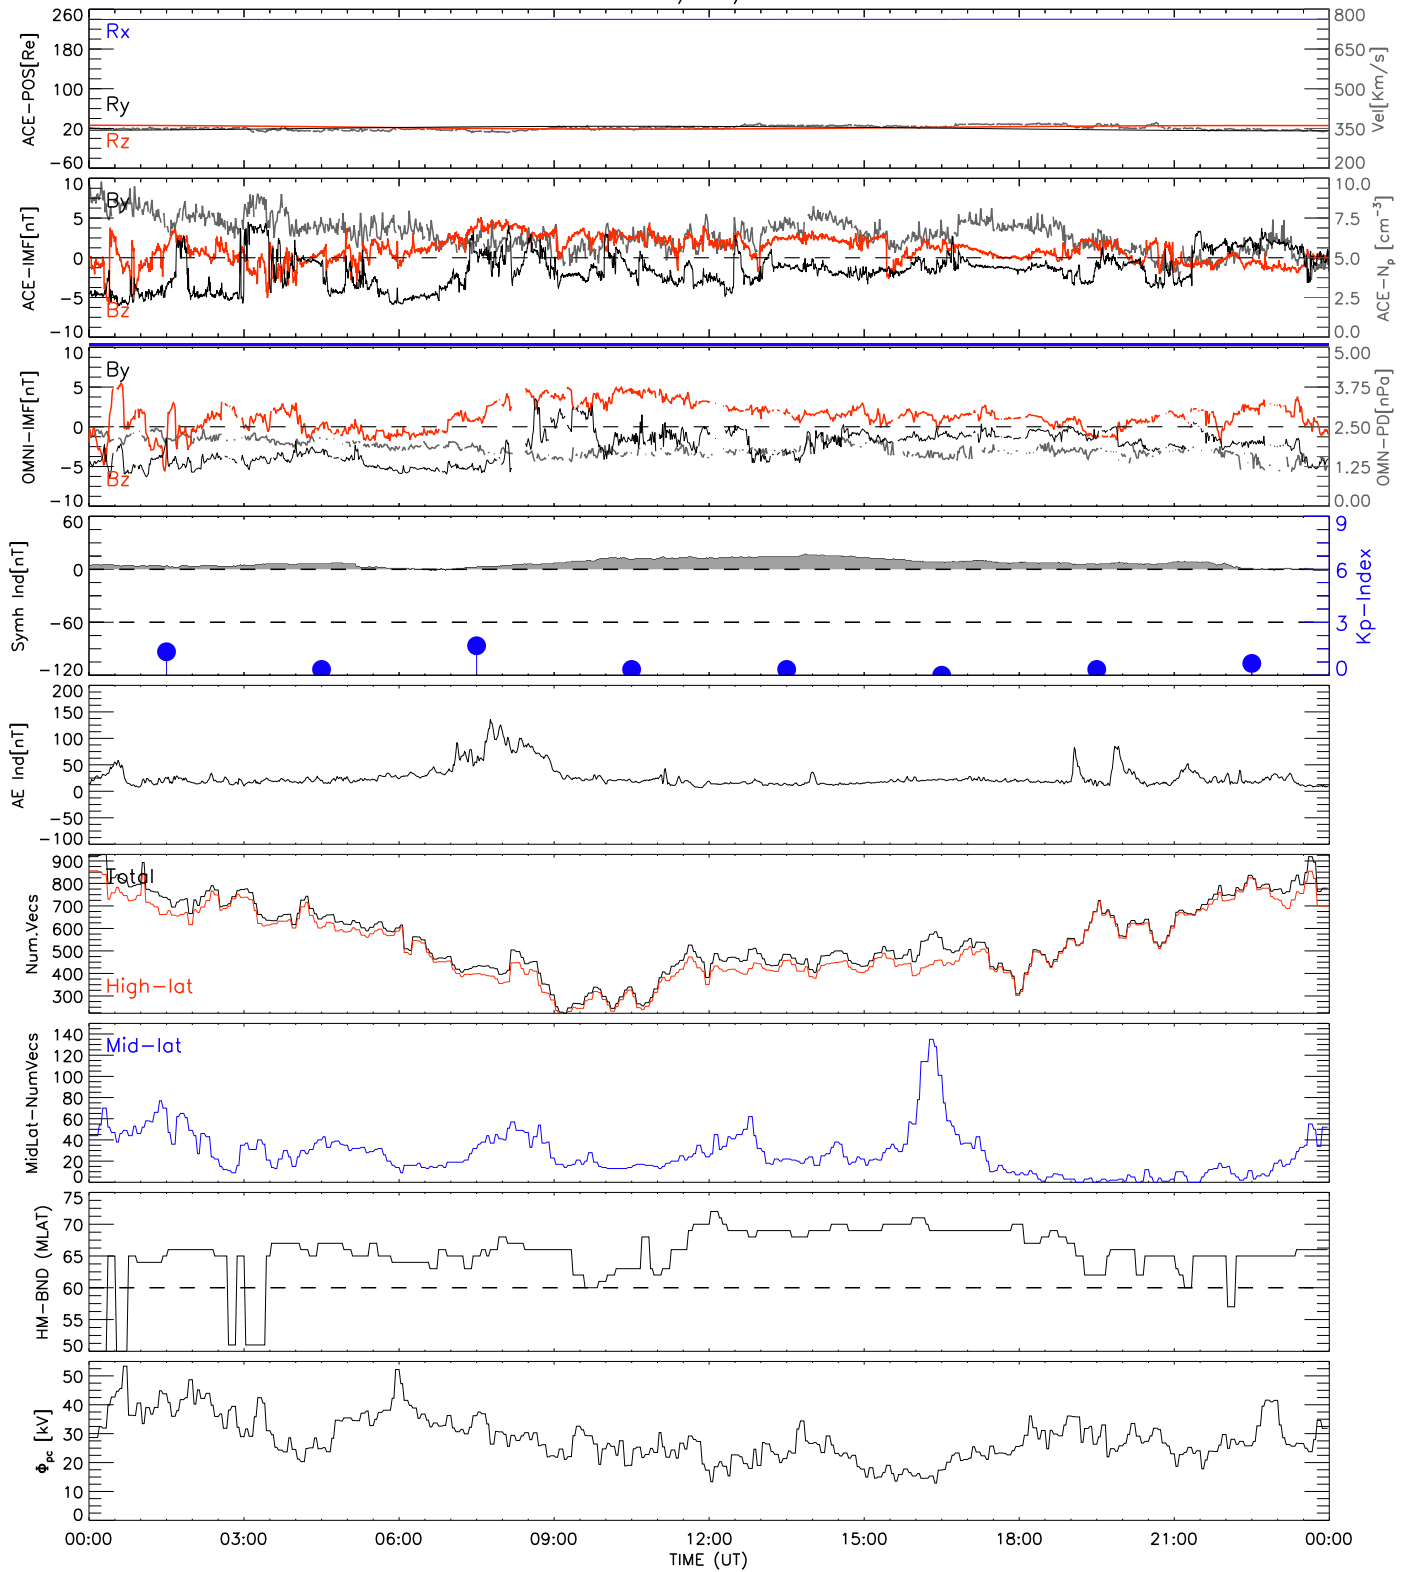 260
180
100
20
−60
ACE−POS[Re]
Rx
Ry
Rz
800
650
500
350
200
Vel[Km/s]
10
5
0
−5
−10
ACE−IMF[nT]
By
Bz
10.0
7.5
5.0
2.5
0.0
ACE−Np [cm−3]
10
5
0
−5
−10
OMNI−IMF[nT]
By
Bz
5.00
3.75
2.50
1.25
0.00
OMN−PD[nPa]
60
0
−60
−120
Symh Ind[nT]
9
6
3
0
Kp−Index
200
150
100
50
0
−50
−100
AE Ind[nT]
900
800
700
600
500
400
300
Num.Vecs
Total
High−lat
140
120
100
80
60
40
20
0
MidLat−NumVecs
Mid−lat
75
70
65
60
55
50
HM−BND (MLAT)
50
40
30
20
10
0
Φpc [kV]
00:00 03:00 06:00 09:00 12:00 15:00 18:00 21:00 00:00
TIME (UT)